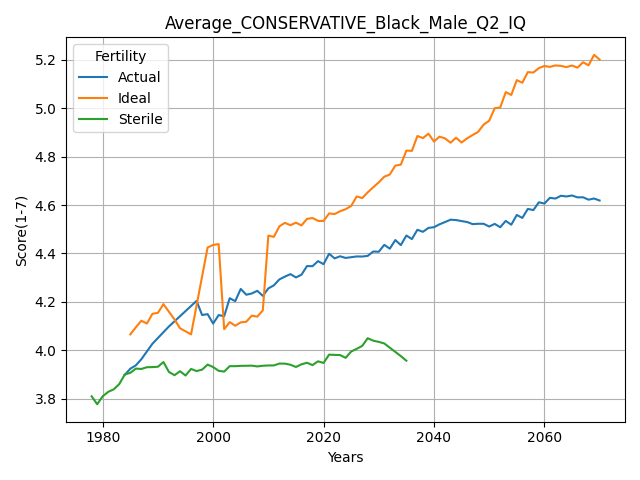 Average_CONSERVATIVE_Black_Male_Q2_IQ
Fertility
Actual
Ideal
Sterile
Score(1-7)
5.2
5.0
4.8
4.6
4.4
4.2
4.0
3.8
1980 2000 2020 2040 2060
Years